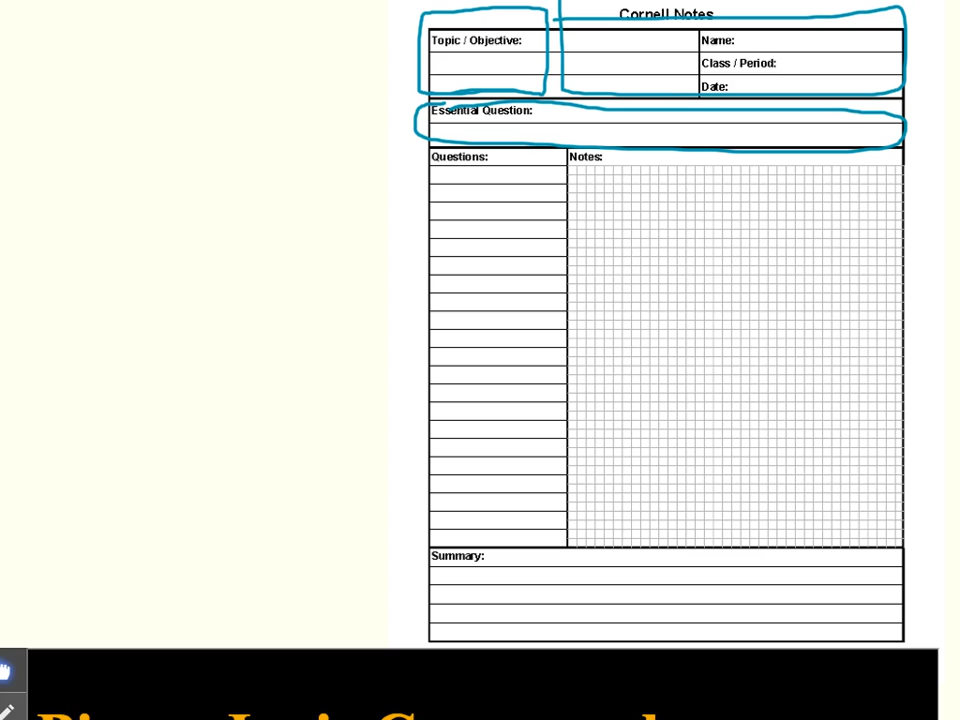 Cornell Notes
Topic / Objective:
Name:
Class / Period:
Date:
Essential Question:
Questions:
Notes:
Summary: